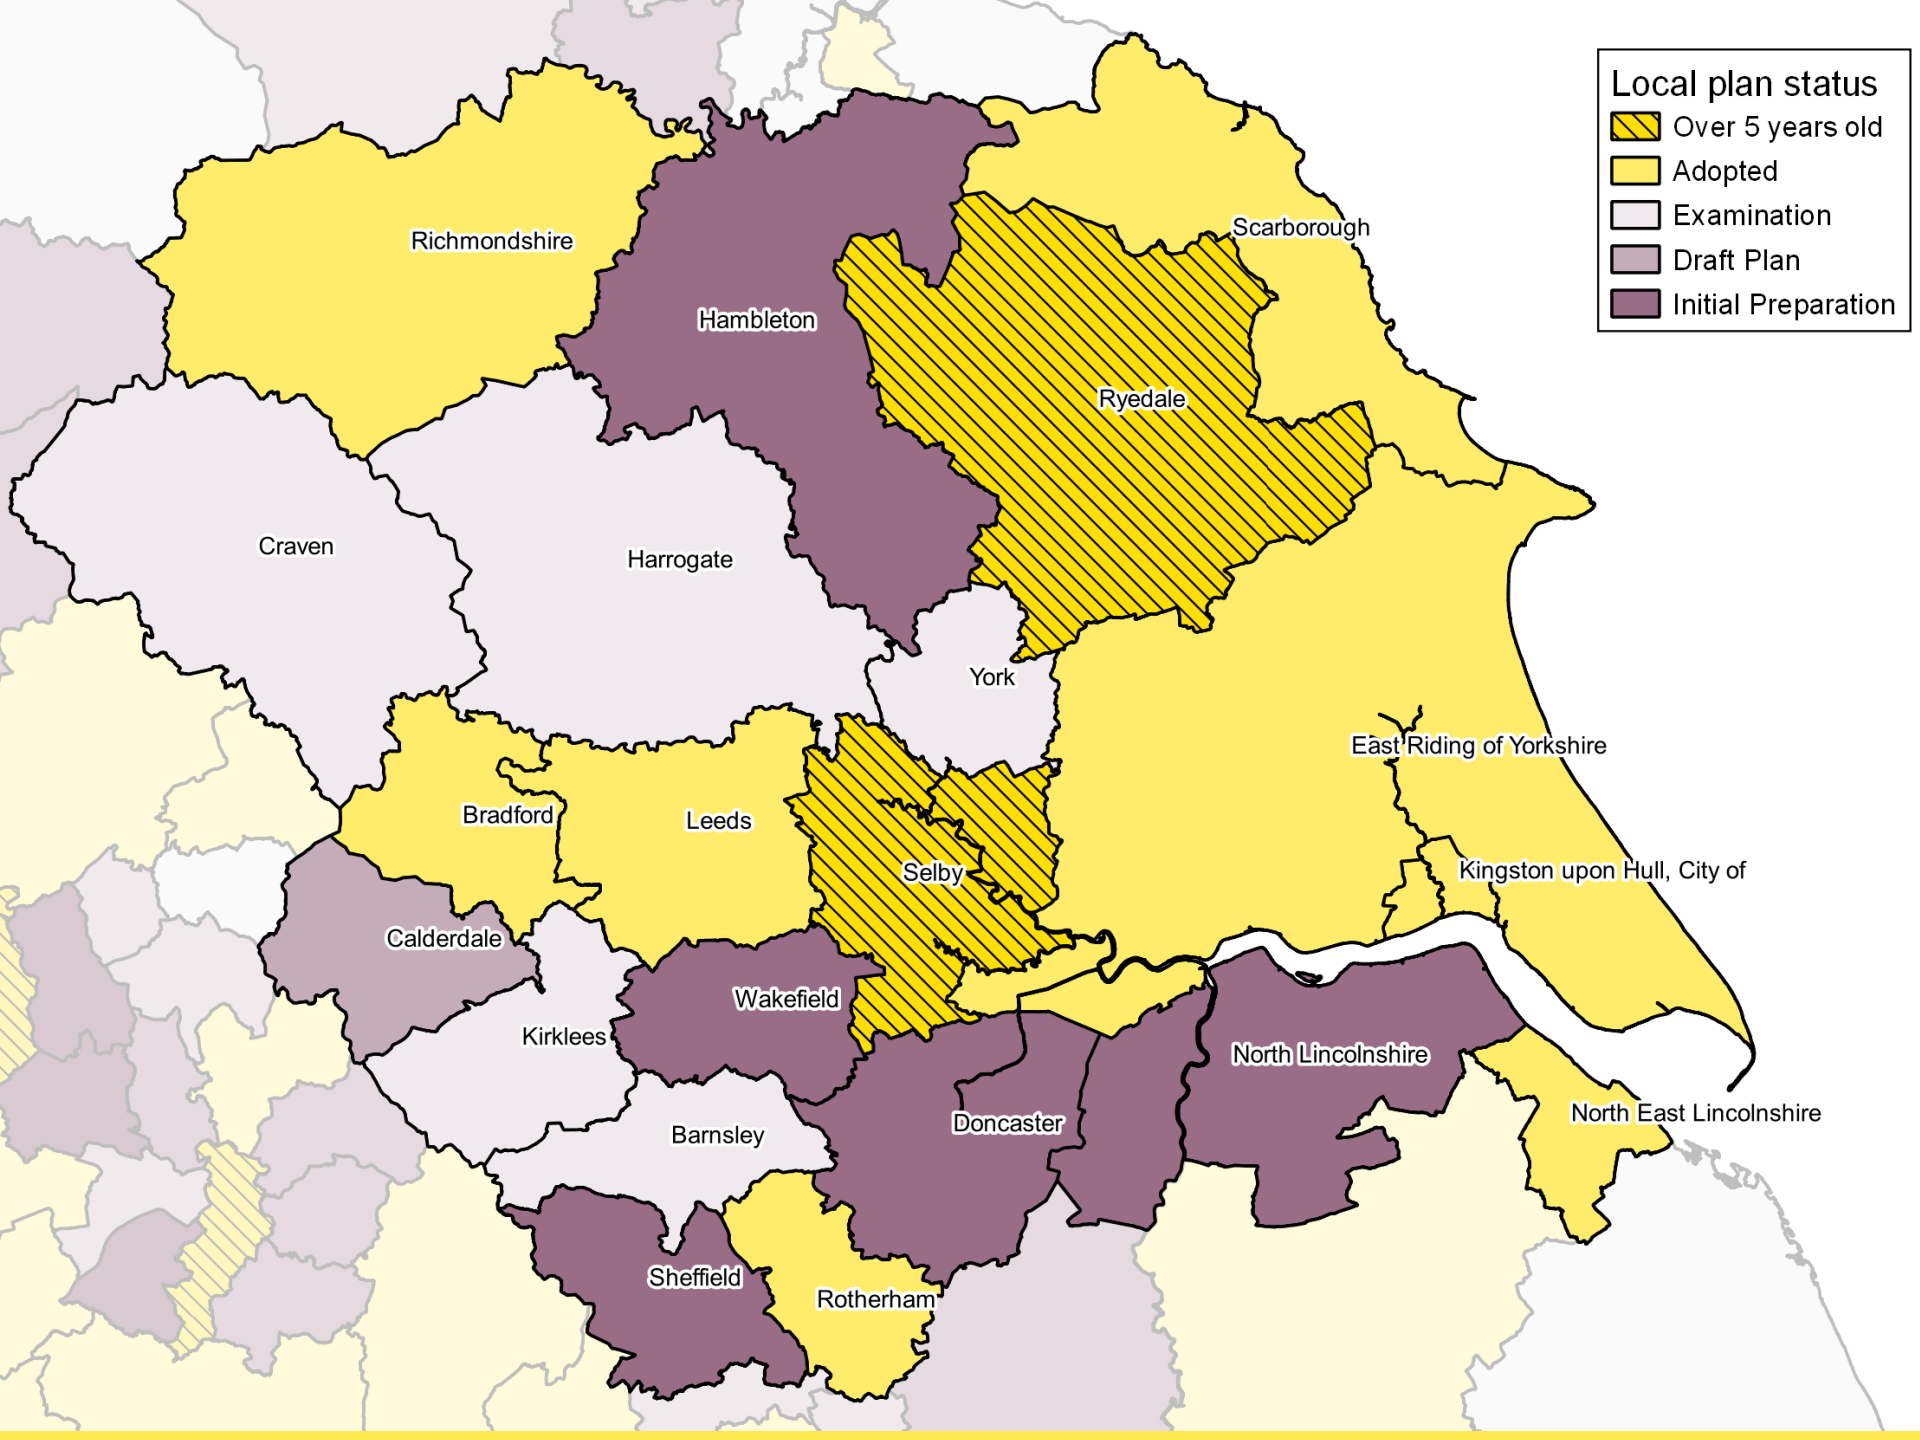 Local plan status
Over 5 years old
Adopted
Examination
Draft Plan
Initial Preparation
Richmondshire
Scarborough
Hambleton
Ryedale
Craven
Harrogate
York
East Riding of Yorkshire
Bradford
Leeds
Selby
Kingston upon Hull, City of
Calderdale
Wakefield
Kirklees
North Lincolnshire
North East Lincolnshire
Doncaster
Barnsley
Sheffield
Rotherham